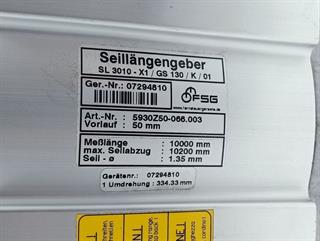 Seillängengeber
SL 3010 - X1 / GS 130 / K / 01
Ger.-Nr.: 07294810
FSG
www.fernsteuergeraete.de
Art.-Nr. : 5930Z50-066.003
Vorlauf : 50 mm
Meßlänge : 10000 mm
max. Seilabzug : 10200 mm
Seil - ø : 1.35 mm
Gerätenr.: 07294810
1 Umdrehung : 334.33 mm